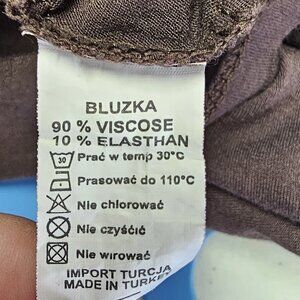 BLUZKA
90 % VISCOSE
10 % ELASTHAN
30 Prać w temp 30°C
Prasować do 110°C
Nie chlorować
Nie czyścić
Nie wirować
IMPORT TURCJA
MADE IN TURKEY